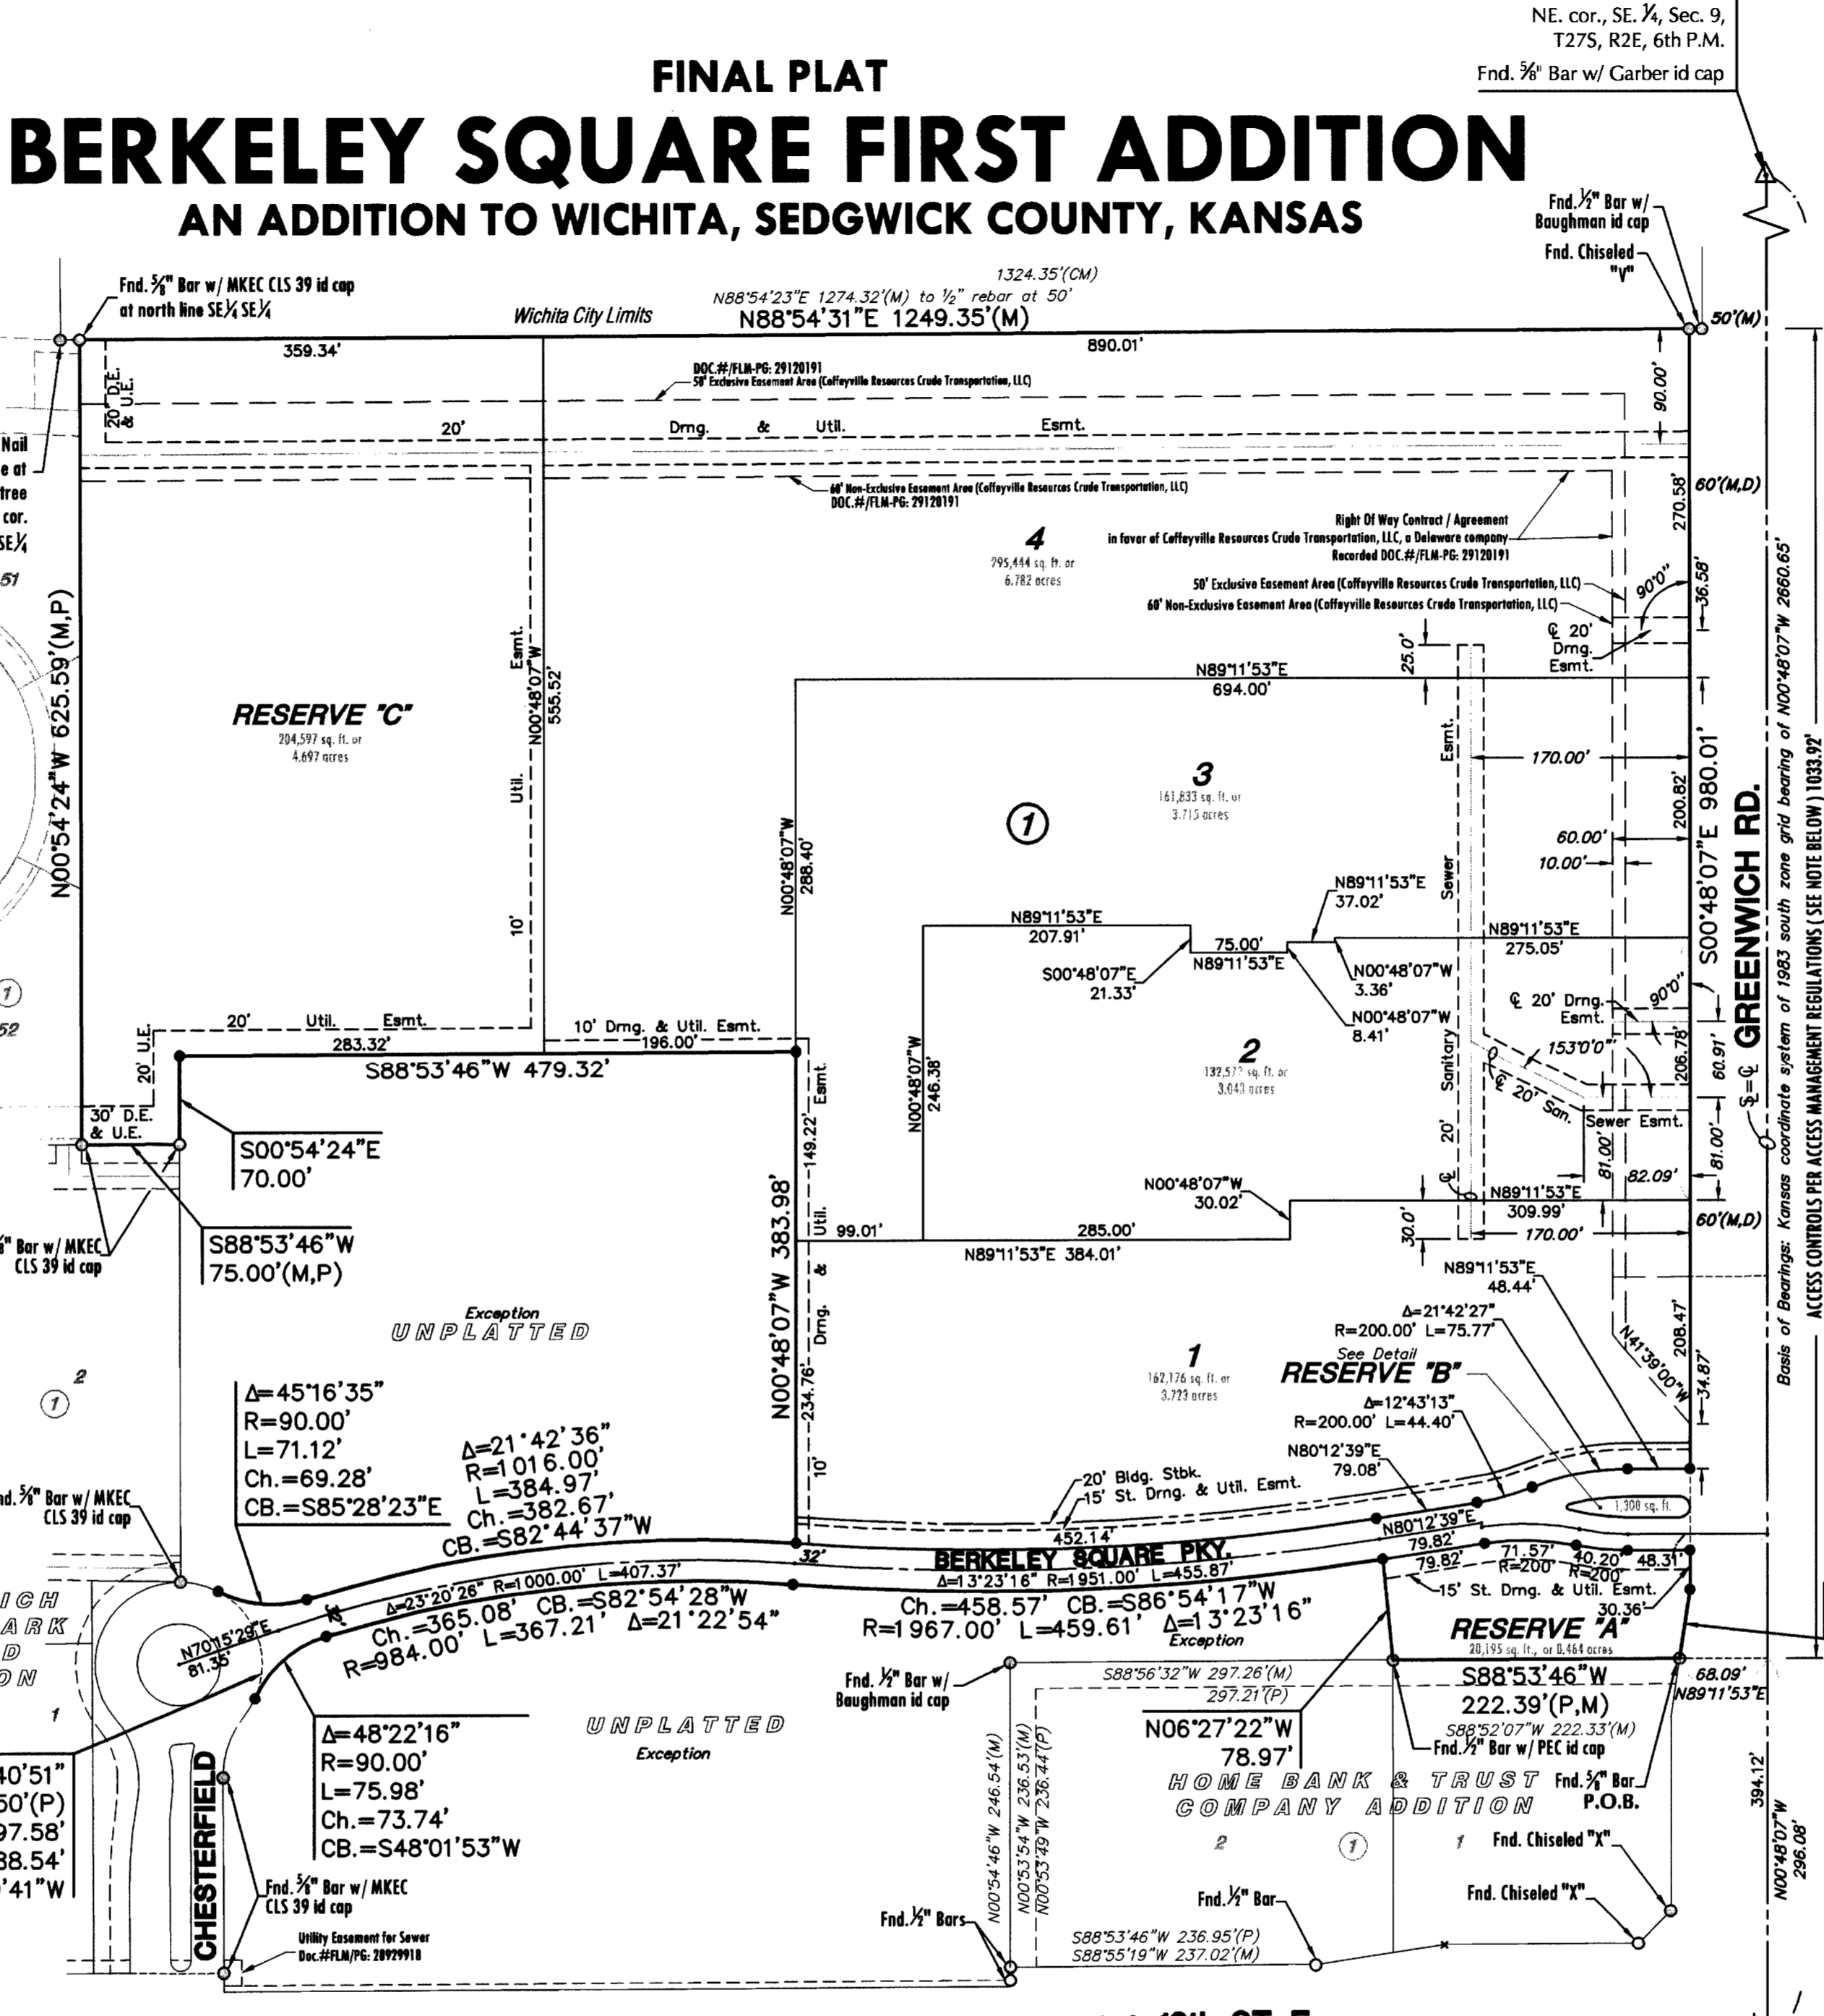 NE. cor., SE. ¼, Sec. 9,
T27S, R2E, 6th P.M.
Fnd. ⅝" Bar w/ Garber id cap
FINAL PLAT
BERKELEY SQUARE FIRST ADDITION
AN ADDITION TO WICHITA, SEDGWICK COUNTY, KANSAS
Fnd. ½" Bar w/
Baughman id cap
Fnd. Chiseled
"V"
Fnd. ⅝" Bar w/ MKEC CLS 39 id cap
at north line SE¼ SE¼
Wichita City Limits
1324.35'(CM)
N88°54'23"E 1274.32'(M) to ½" rebar at 50'
N88°54'31"E 1249.35'(M)
50'(M)
359.34'
890.01'
DOC.#/FLM-PG: 29120191
50' Exclusive Easement Area (Coffeyville Resources Crude Transportation, LLC)
20' D.E.
& U.E.
90.00'
20' Drng. & Util. Esmt.
Nail
e at
tree
cor.
SE¼
51
60' Non-Exclusive Easement Area (Coffeyville Resources Crude Transportation, LLC)
DOC.#/FLM-PG: 29120191
270.58'
60'(M,D)
4
295,444 sq. ft. or
6.782 acres
Right Of Way Contract / Agreement
in favor of Coffeyville Resources Crude Transportation, LLC, a Delaware company
Recorded DOC.#/FLM-PG: 29120191
50' Exclusive Easement Area (Coffeyville Resources Crude Transportation, LLC)
60' Non-Exclusive Easement Area (Coffeyville Resources Crude Transportation, LLC)
90°0"
36.58'
℄ 20'
Drng.
Esmt.
25.0'
N00°54'24"W 625.59'(M,P)
10' Util. Esmt.
N00°48'07"W
555.52'
N89°11'53"E
694.00'
RESERVE "C"
204,597 sq. ft. or
4.697 acres
3
161,833 sq. ft. or
3.715 acres
1
170.00'
200.82'
60.00'
10.00'
S00°48'07"E 980.01'
GREENWICH RD.
Basis of Bearings: Kansas coordinate system of 1983 south zone grid bearing of N00°48'07"W 2660.65'
ACCESS CONTROLS PER ACCESS MANAGEMENT REGULATIONS ( SEE NOTE BELOW ) 1033.92'
N00°48'07"W
288.40'
20' Sanitary Sewer Esmt.
N89°11'53"E
37.02'
N89°11'53"E
207.91'
75.00'
N89°11'53"E
N89°11'53"E
275.05'
S00°48'07"E
21.33'
N00°48'07"W
3.36'
N00°48'07"W
8.41'
1
52
℄ 20' Drng.
Esmt.
90°0"
20' Util. Esmt.
283.32'
10' Drng. & Util. Esmt.
196.00'
S88°53'46"W 479.32'
20' U.E.
N00°48'07"W
246.38'
2
3.043 acres
153°0'0"
206.78'
60.91'
℄ 20' San.
Sewer Esmt.
30' D.E.
& U.E.
S00°54'24"E
70.00'
149.22'
81.00'
82.09'
81.00'
N00°48'07"W
30.02'
℄
N89°11'53"E
309.99'
60'(M,D)
" Bar w/ MKEC
CLS 39 id cap
S88°53'46"W
75.00'(M,P)
99.01'
285.00'
N89°11'53"E 384.01'
30.0'
170.00'
N00°48'07"W 383.98'
10' Drng. & Util. Esmt.
234.76'
N89°11'53"E
48.44'
Exception
UNPLATTED
Δ=21°42'27"
R=200.00' L=75.77'
See Detail
RESERVE "B"
N41°39'00"W
208.47'
34.87'
2
1
1
162,176 sq. ft. or
3.723 acres
Δ=12°43'13"
R=200.00' L=44.40'
Δ=45°16'35"
R=90.00'
L=71.12'
Ch.=69.28'
CB.=S85°28'23"E
Δ=21°42'36"
R=1016.00'
L=384.97'
Ch.=382.67'
CB.=S82°44'37"W
N80°12'39"E
79.08'
20' Bldg. Stbk.
15' St. Drng. & Util. Esmt.
1,300 sq. ft.
nd. ⅝" Bar w/ MKEC
CLS 39 id cap
452.14'
N80°12'39"E
79.82'
32'
BERKELEY SQUARE PKY.
Δ=13°23'16" R=1951.00' L=455.87'
79.82'
71.57'
R=200'
40.20'
R=200'
48.31'
ICH
ARK
D
ON
Δ=23°20'26" R=1000.00' L=407.37'
Ch.=365.08' CB.=S82°54'28"W
R=984.00' L=367.21' Δ=21°22'54"
Ch.=458.57' CB.=S86°54'17"W
R=1967.00' L=459.61' Δ=13°23'16"
Exception
15' St. Drng. & Util. Esmt.
30.36'
RESERVE "A"
20,195 sq. ft., or 0.464 acres
N70°15'29"E
81.35'
1
Fnd. ½" Bar w/
Baughman id cap
S88°56'32"W 297.26'(M)
297.21'(P)
S88°53'46"W
222.39'(P,M)
S88°52'07"W 222.33'(M)
68.09'
N89°11'53"E
Δ=48°22'16"
R=90.00'
L=75.98'
Ch.=73.74'
CB.=S48°01'53"W
UNPLATTED
Exception
N06°27'22"W
78.97'
Fnd. ½" Bar w/ PEC id cap
N00°54'46"W 246.54'(M)
N00°53'54"W 236.53'(M)
N00°53'49"W 236.44'(P)
40'51"
50'(P)
97.58'
38.54'
'41"W
CHESTERFIELD
HOME BANK & TRUST
COMPANY ADDITION
Fnd. ⅝" Bar
P.O.B.
394.12'
N00°48'07"W
296.08'
2
1
1
Fnd. Chiseled "X"
Fnd. ⅝" Bar w/ MKEC
CLS 39 id cap
Fnd. ½" Bars
Fnd. ½" Bar
Fnd. Chiseled "X"
Utility Easement for Sewer
Doc.#FLM/PG: 28929918
S88°53'46"W 236.95'(P)
S88°55'19"W 237.02'(M)